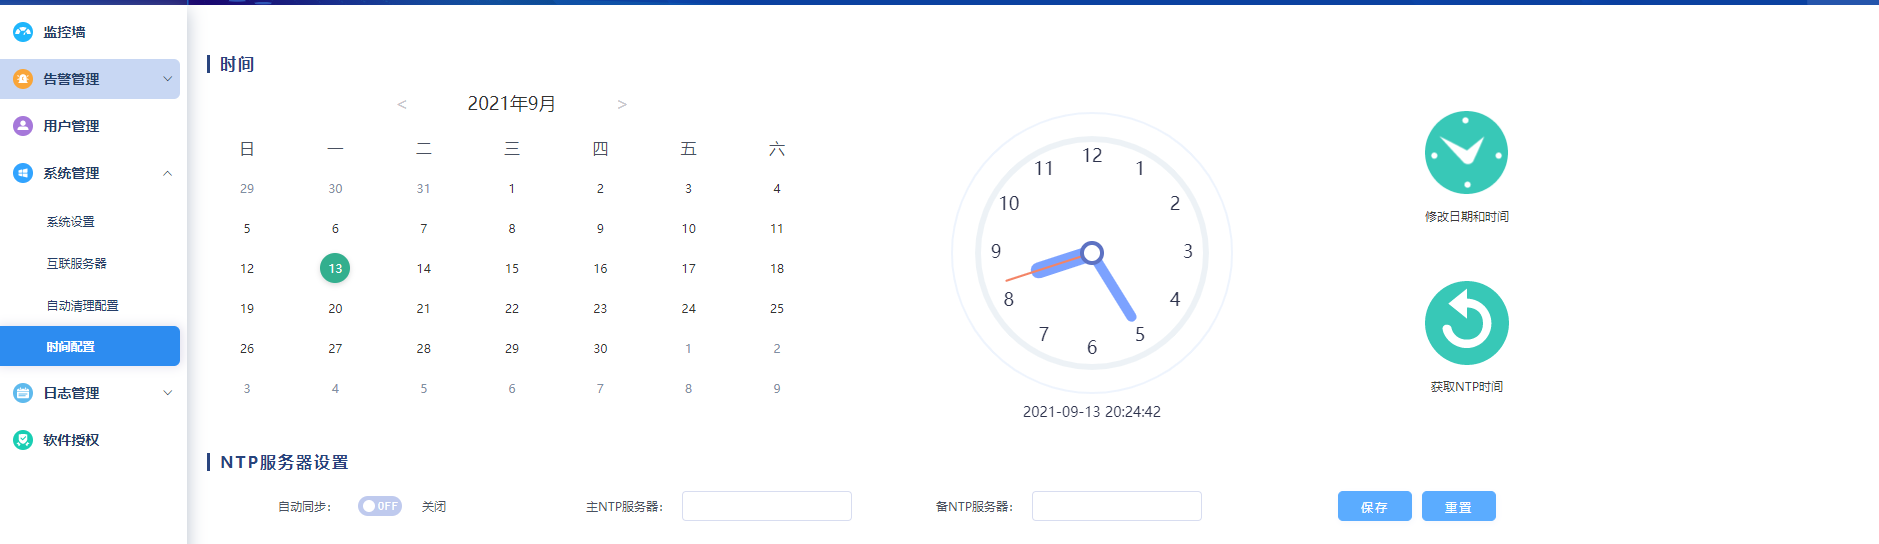 监控墙
告警管理
用户管理
系统管理
系统设置
互联服务器
自动清理配置
时间配置
日志管理
软件授权
时间
< 2021年9月 >
日 一 二 三 四 五 六
29 30 31 1 2 3 4
5 6 7 8 9 10 11
12 13 14 15 16 17 18
19 20 21 22 23 24 25
26 27 28 29 30 1 2
3 4 5 6 7 8 9
12
1
2
3
4
5
6
7
8
9
10
11
2021-09-13 20:24:42
修改日期和时间
获取NTP时间
NTP服务器设置
自动同步: OFF 关闭 主NTP服务器: 备NTP服务器: 保存 重置